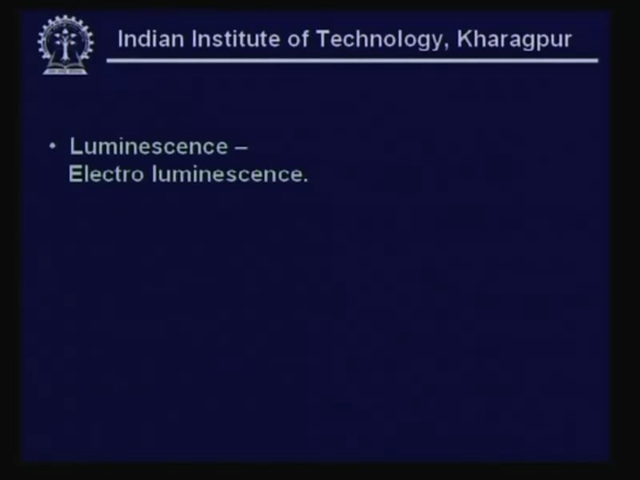 Indian Institute of Technology, Kharagpur
• Luminescence –
Electro luminescence.